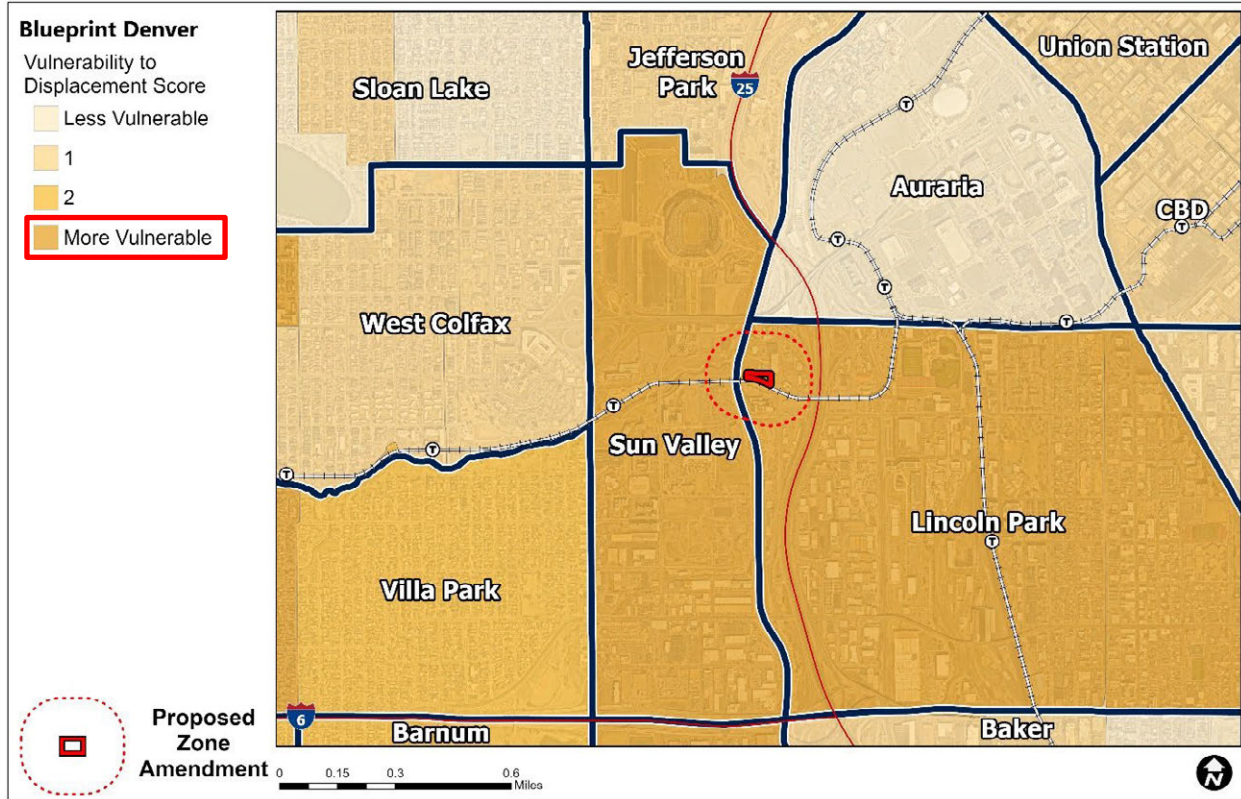 Blueprint Denver
Vulnerability to
Displacement Score
Less Vulnerable
1
2
More Vulnerable
Proposed
Zone
Amendment
Sloan Lake
Jefferson
Park
25
Union Station
Auraria
CBD
T
T
T
T
T
West Colfax
T
T
T
Sun Valley
Lincoln Park
T
Villa Park
6
Barnum
Baker
0 0.15 0.3 0.6
Miles
N